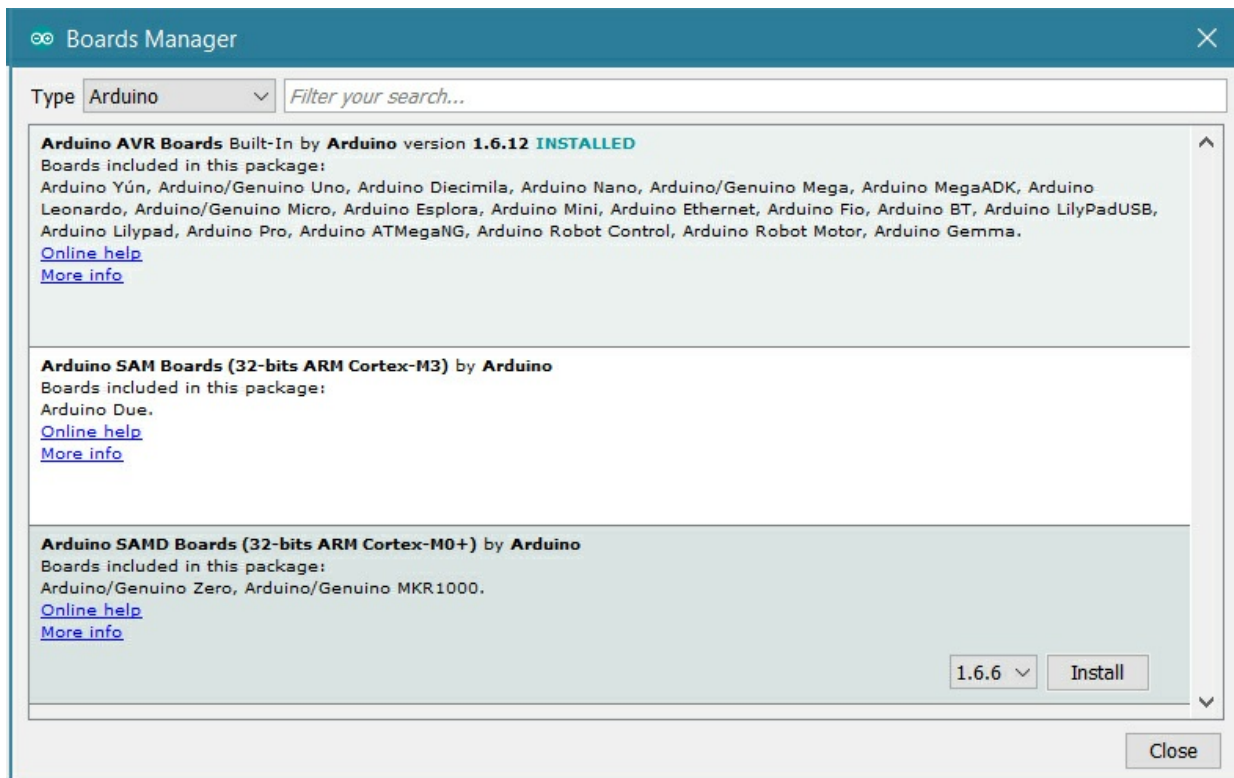 Boards Manager
Type Arduino Filter your search...
Arduino AVR Boards Built-In by Arduino version 1.6.12 INSTALLED
Boards included in this package:
Arduino Yún, Arduino/Genuino Uno, Arduino Diecimila, Arduino Nano, Arduino/Genuino Mega, Arduino MegaADK, Arduino
Leonardo, Arduino/Genuino Micro, Arduino Esplora, Arduino Mini, Arduino Ethernet, Arduino Fio, Arduino BT, Arduino LilyPadUSB,
Arduino Lilypad, Arduino Pro, Arduino ATMegaNG, Arduino Robot Control, Arduino Robot Motor, Arduino Gemma.
Online help
More info
Arduino SAM Boards (32-bits ARM Cortex-M3) by Arduino
Boards included in this package:
Arduino Due.
Online help
More info
Arduino SAMD Boards (32-bits ARM Cortex-M0+) by Arduino
Boards included in this package:
Arduino/Genuino Zero, Arduino/Genuino MKR1000.
Online help
More info
1.6.6 Install
Close